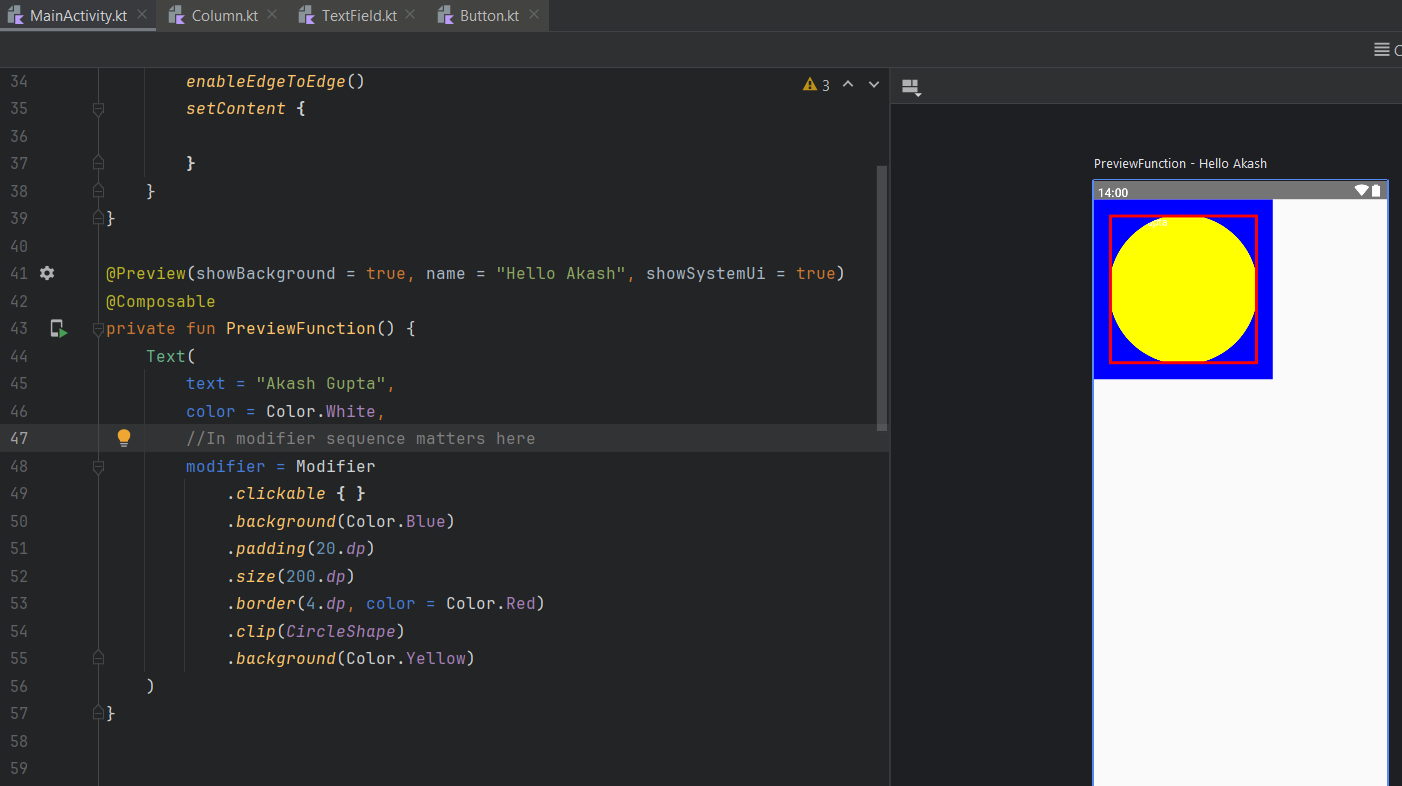 MainActivity.kt Column.kt TextField.kt Button.kt
34 enableEdgeToEdge()
3
35 setContent {
36
37 }
38 }
39 }
40
41 @Preview(showBackground = true, name = "Hello Akash", showSystemUi = true)
42 @Composable
43 private fun PreviewFunction() {
44 Text(
45 text = "Akash Gupta",
46 color = Color.White,
47 //In modifier sequence matters here
48 modifier = Modifier
49 .clickable { }
50 .background(Color.Blue)
51 .padding(20.dp)
52 .size(200.dp)
53 .border(4.dp, color = Color.Red)
54 .clip(CircleShape)
55 .background(Color.Yellow)
56 )
57 }
58
59
PreviewFunction - Hello Akash
14:00